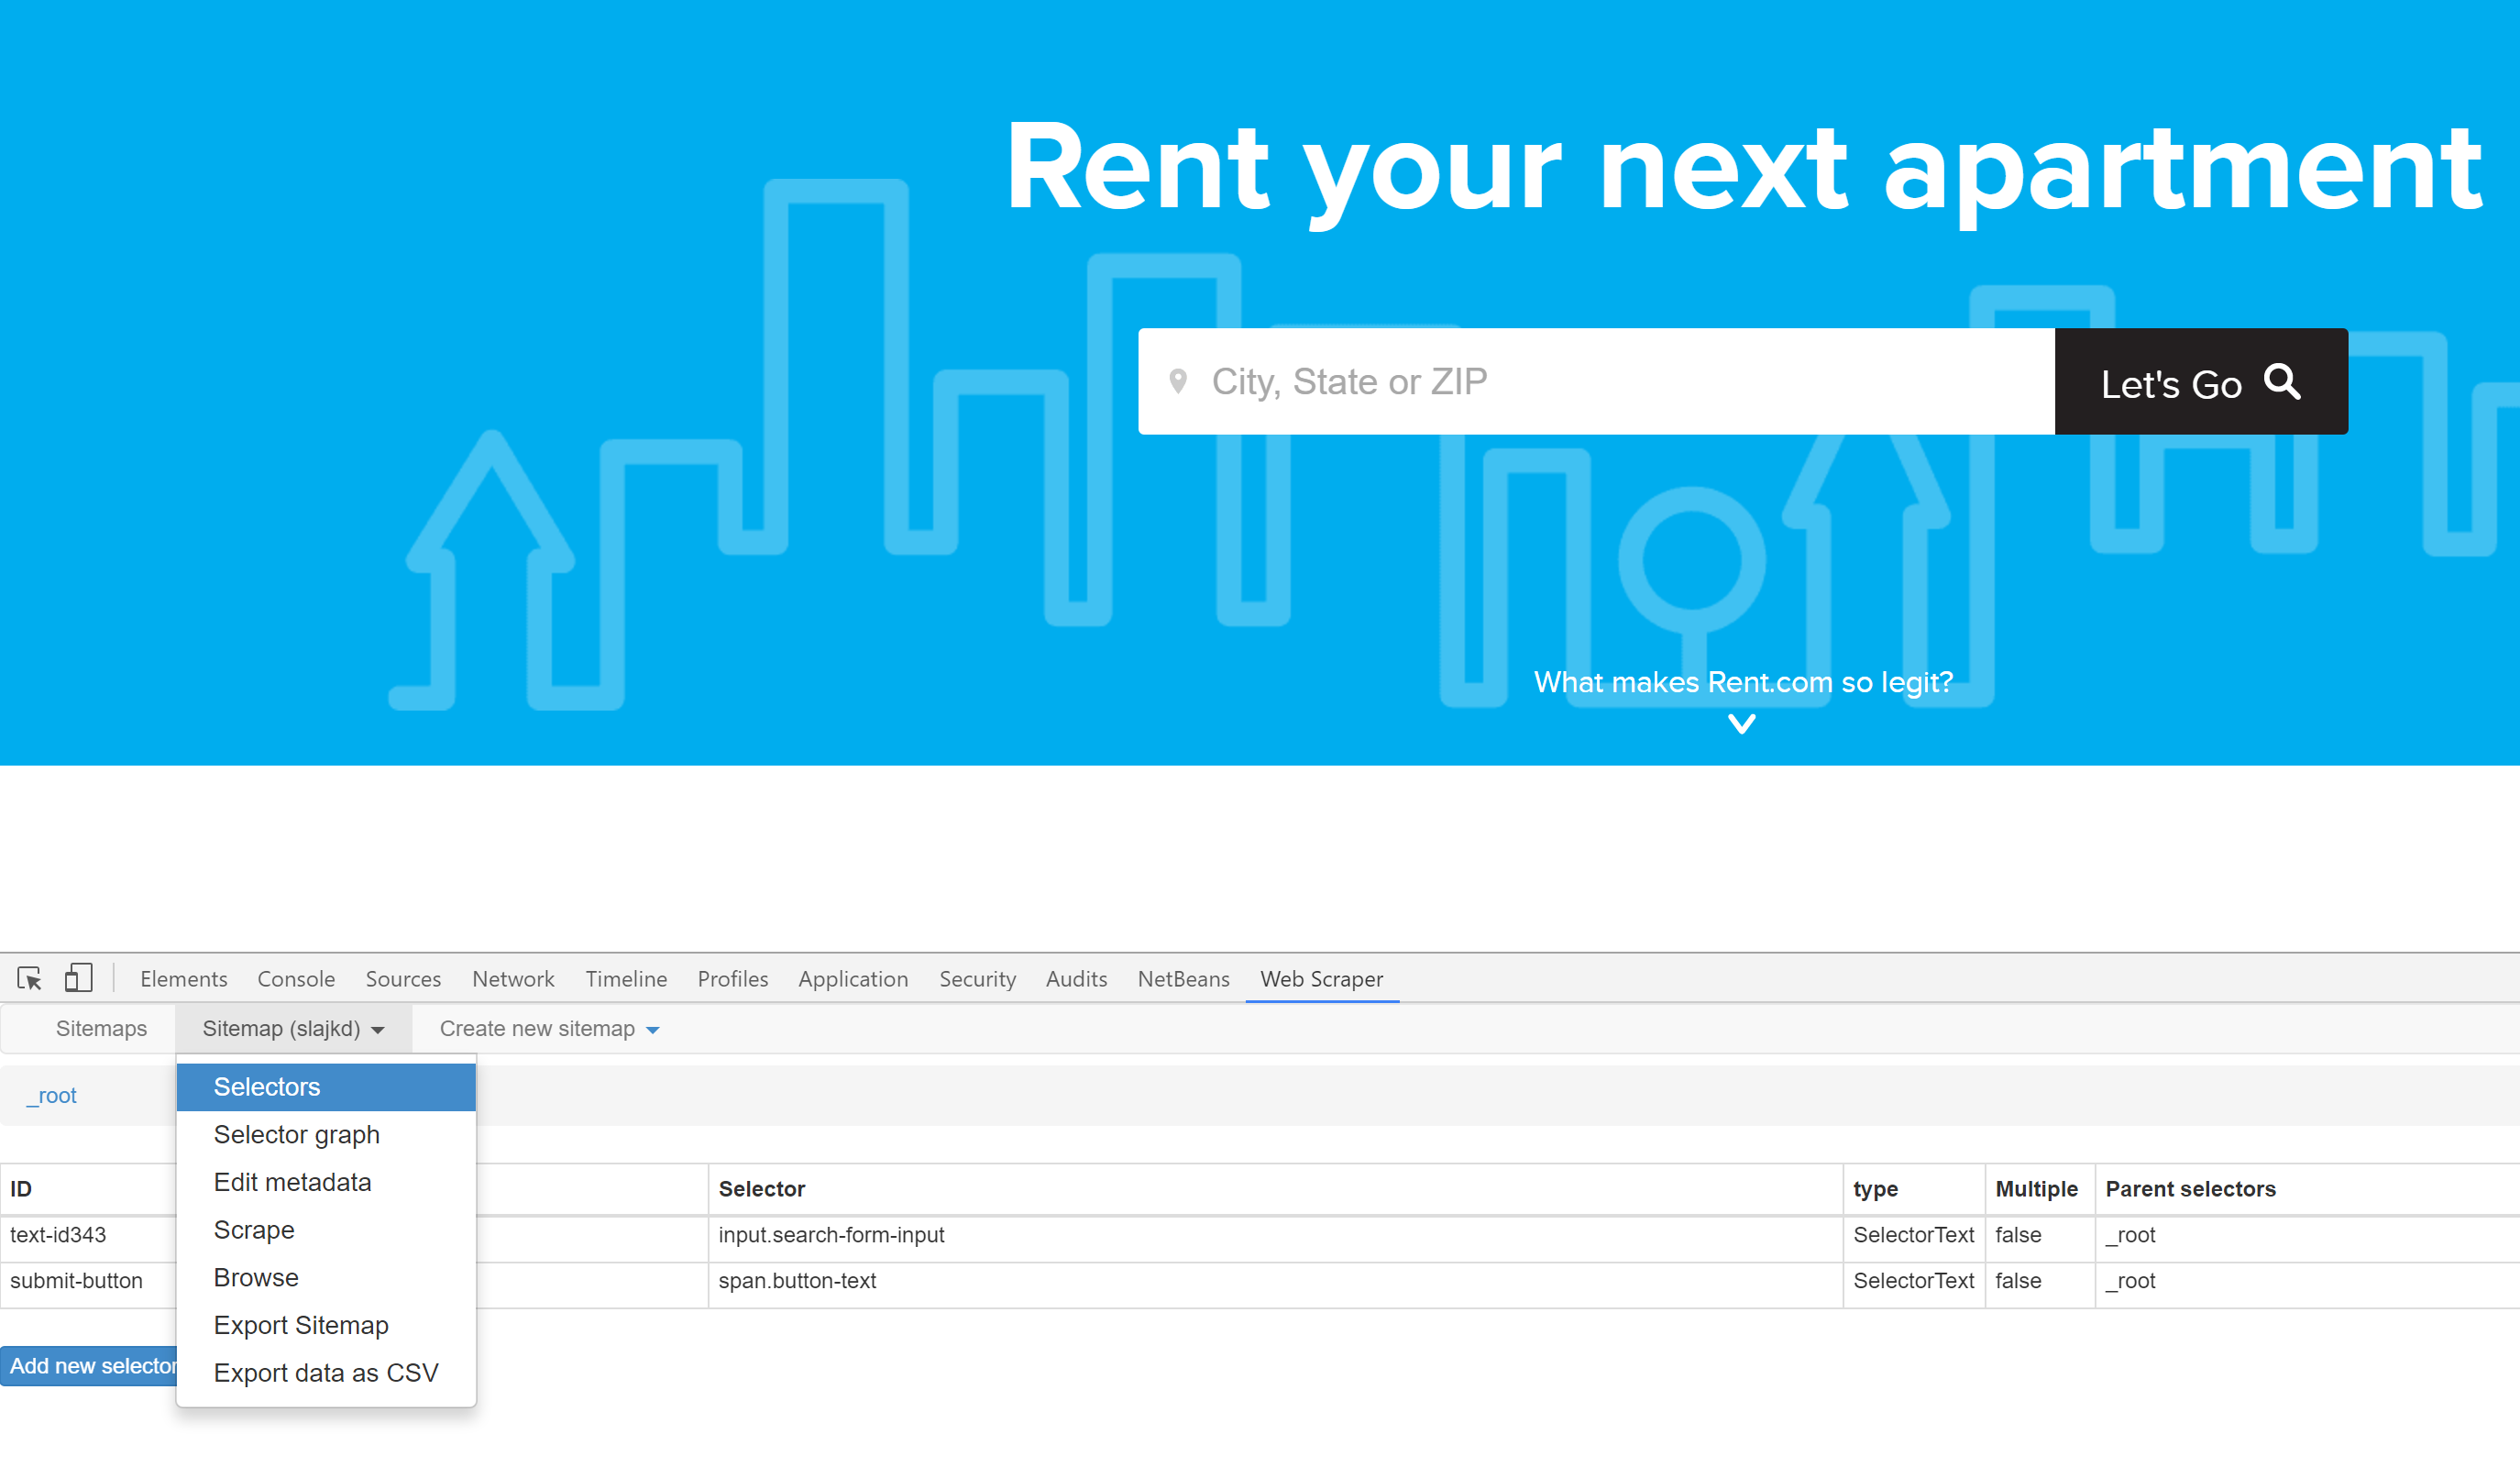 Rent your next apartment
City, State or ZIP
Let's Go
What makes Rent.com so legit?
Elements Console Sources Network Timeline Profiles Application Security Audits NetBeans Web Scraper
Sitemaps Sitemap (slajkd) Create new sitemap
_root
Selectors
Selector graph
Edit metadata
Scrape
Browse
Export Sitemap
Export data as CSV
ID Selector type Multiple Parent selectors
text-id343 input.search-form-input SelectorText false _root
submit-button span.button-text SelectorText false _root
Add new selector